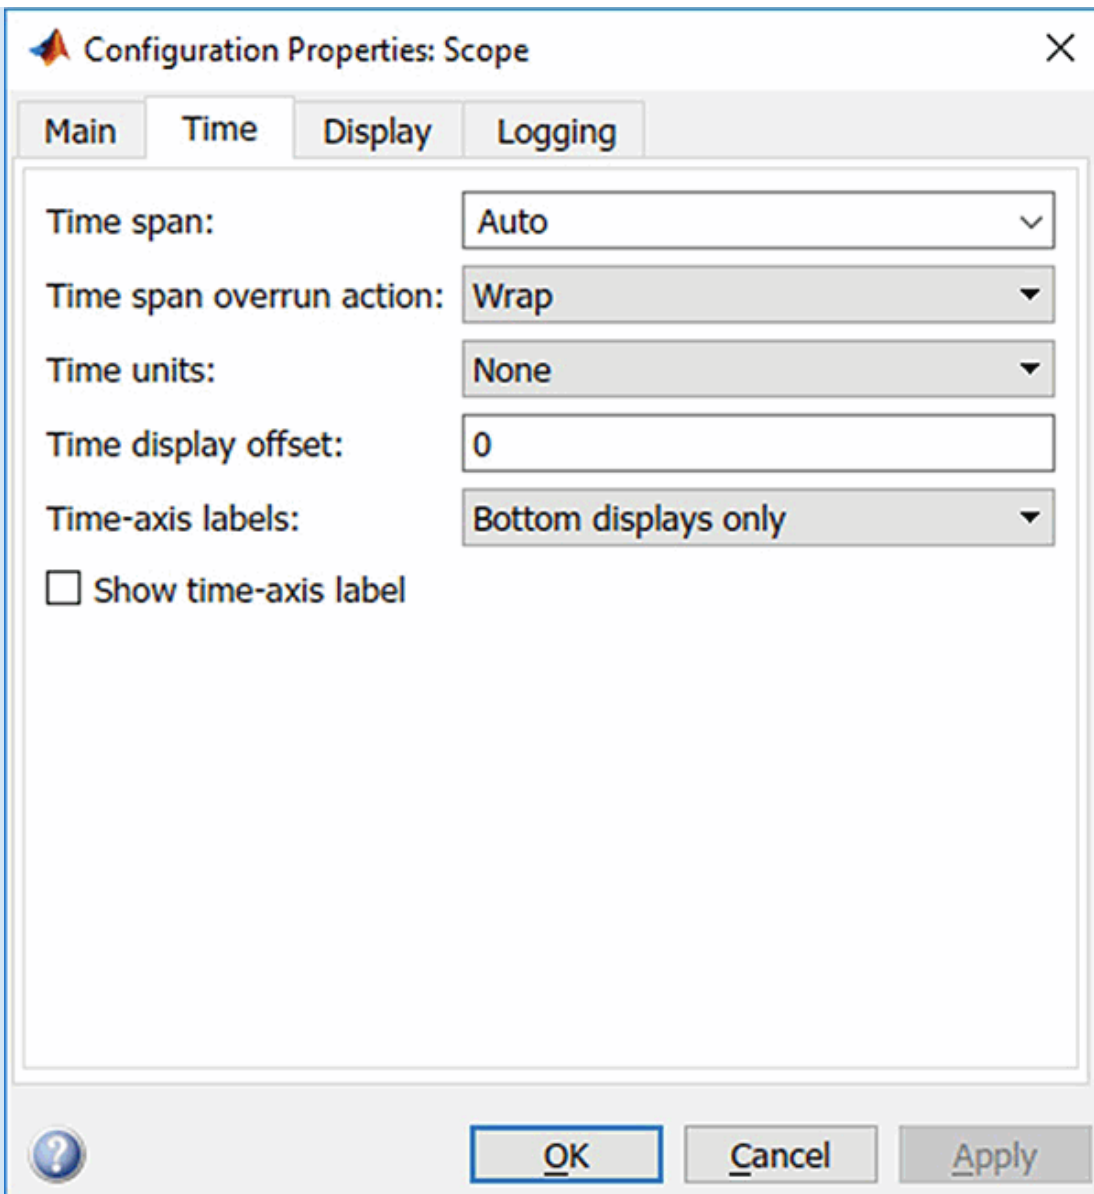 Configuration Properties: Scope
Main Time Display Logging
Time span: Auto
Time span overrun action: Wrap
Time units: None
Time display offset: 0
Time-axis labels: Bottom displays only
Show time-axis label
? OK Cancel Apply